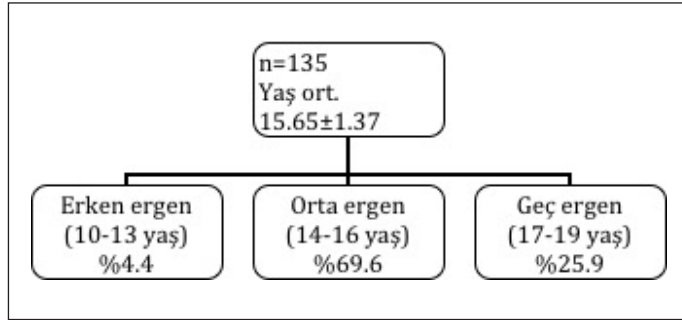 n=135
Yaş ort.
15.65±1.37
Erken ergen
(10-13 yaş)
%4.4
Orta ergen
(14-16 yaş)
%69.6
Geç ergen
(17-19 yaş)
%25.9